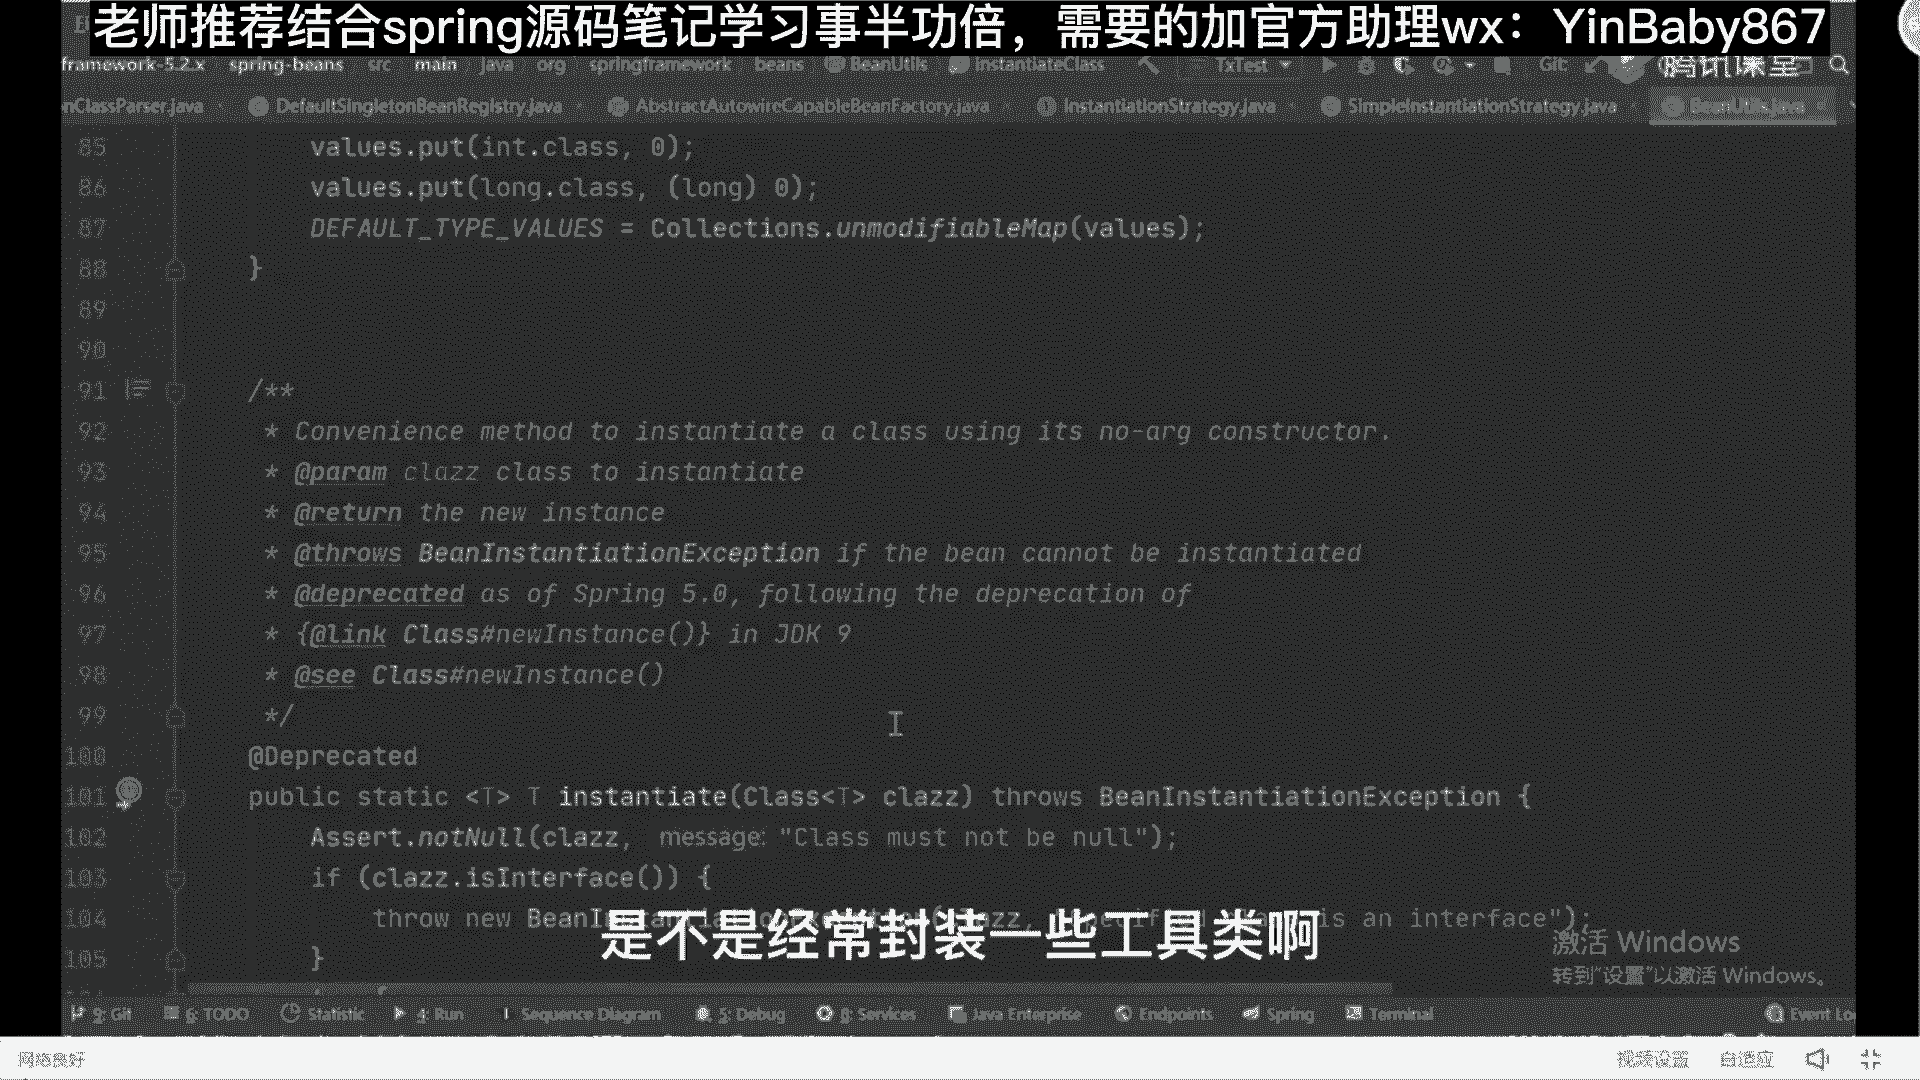 老师推荐结合spring源码笔记学习事半功倍，需要的加官方助理wx：YinBaby867
framework-5.2.x spring-beans src main java org springframework beans BeanUtils instantiateClass TxTest Git: 腾讯课堂
nClassParser.java DefaultSingletonBeanRegistry.java AbstractAutowireCapableBeanFactory.java InstantiationStrategy.java SimpleInstantiationStrategy.java BeanUtils.java
85 values.put(int.class, 0);
86 values.put(long.class, (long) 0);
87 DEFAULT_TYPE_VALUES = Collections.unmodifiableMap(values);
88 }
89
90
91 /**
92 * Convenience method to instantiate a class using its no-arg constructor.
93 * @param clazz class to instantiate
94 * @return the new instance
95 * @throws BeanInstantiationException if the bean cannot be instantiated
96 * @deprecated as of Spring 5.0, following the deprecation of
97 * {@link Class#newInstance()} in JDK 9
98 * @see Class#newInstance()
99 */
100 @Deprecated
101 public static <T> T instantiate(Class<T> clazz) throws BeanInstantiationException {
102 Assert.notNull(clazz, message: "Class must not be null");
103 if (clazz.isInterface()) {
104 throw new is an interface");
是不是经常封装一些工具类啊
105 }
激活 Windows
转到“设置”以激活 Windows。
9: Git 6: TODO Statistic 4: Run Sequence Diagram 5: Debug 8: Services Java Enterprise Endpoints Spring Terminal Event Lo
网络良好 视频设置 自适应